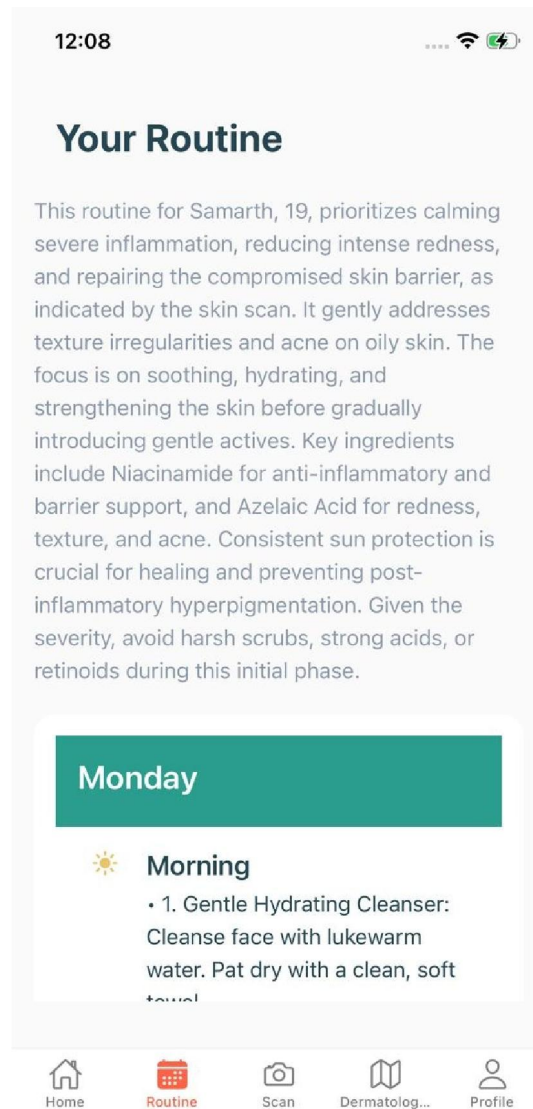 12:08
Your Routine
This routine for Samarth, 19, prioritizes calming
severe inflammation, reducing intense redness,
and repairing the compromised skin barrier, as
indicated by the skin scan. It gently addresses
texture irregularities and acne on oily skin. The
focus is on soothing, hydrating, and
strengthening the skin before gradually
introducing gentle actives. Key ingredients
include Niacinamide for anti-inflammatory and
barrier support, and Azelaic Acid for redness,
texture, and acne. Consistent sun protection is
crucial for healing and preventing post-
inflammatory hyperpigmentation. Given the
severity, avoid harsh scrubs, strong acids, or
retinoids during this initial phase.
Monday
Morning
• 1. Gentle Hydrating Cleanser:
Cleanse face with lukewarm
water. Pat dry with a clean, soft
towel
Home Routine Scan Dermatolog... Profile